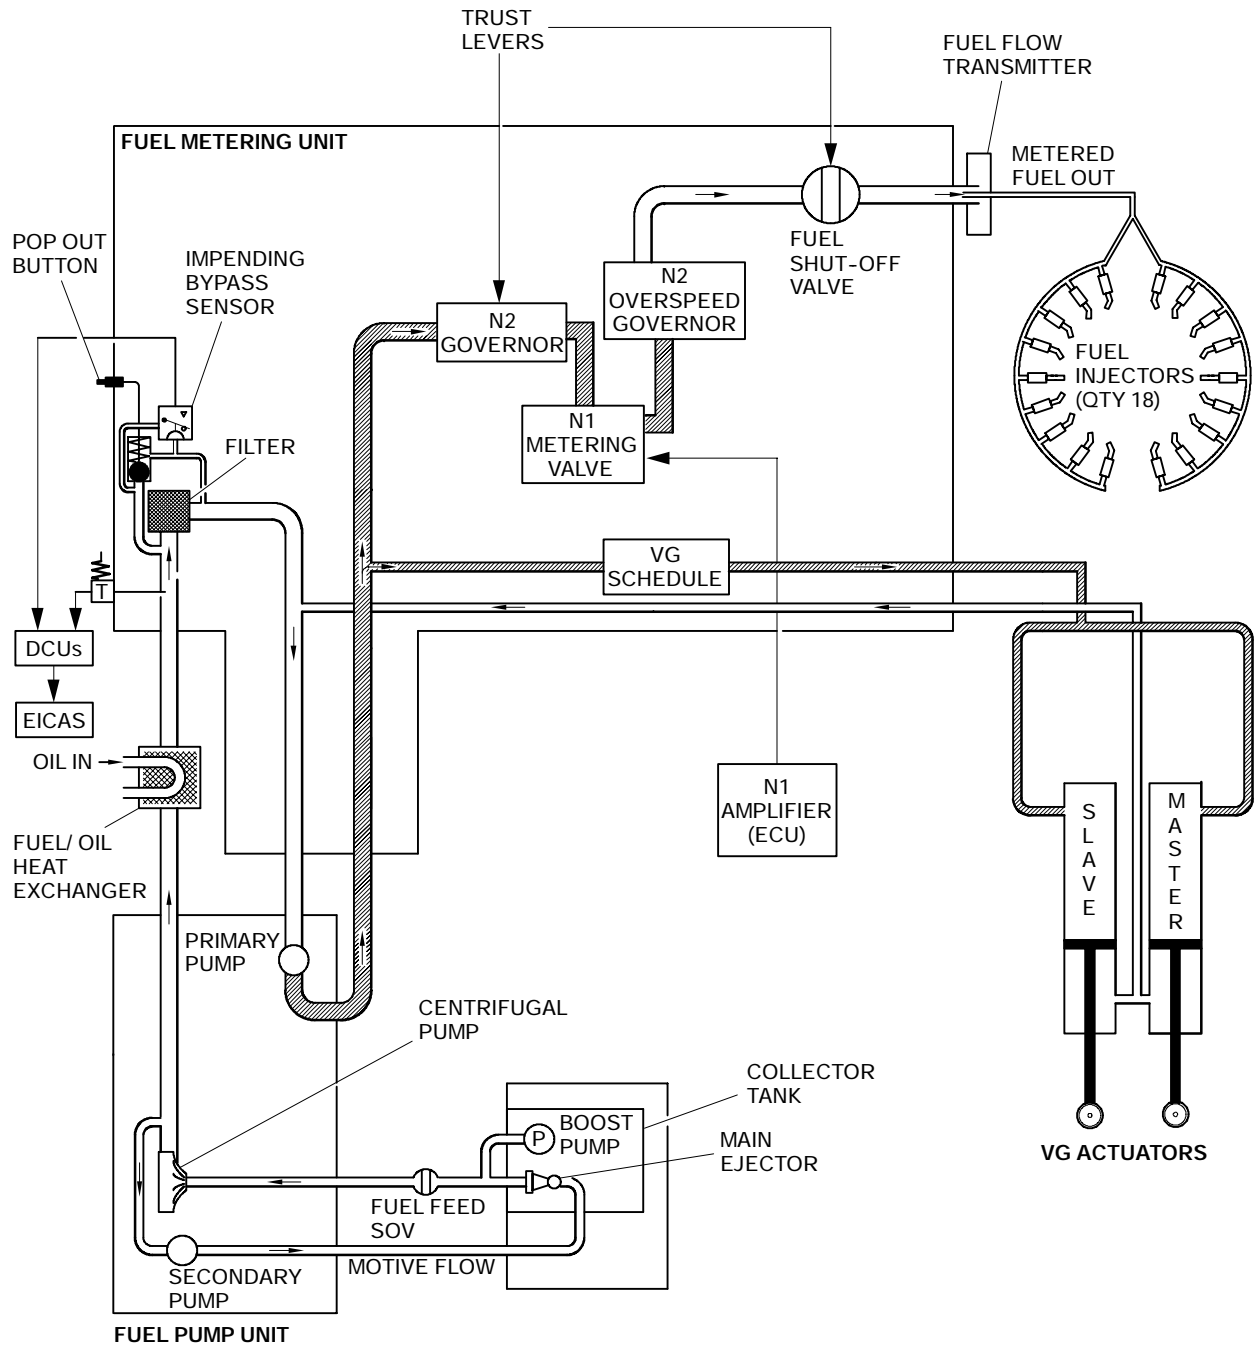 TRUST
LEVERS
FUEL FLOW
TRANSMITTER
FUEL METERING UNIT
METERED
FUEL OUT
POP OUT
BUTTON
IMPENDING
BYPASS
SENSOR
FUEL
SHUT-OFF
VALVE
N2
OVERSPEED
GOVERNOR
N2
GOVERNOR
FUEL
INJECTORS
(QTY 18)
N1
METERING
VALVE
FILTER
VG
SCHEDULE
T
DCUs
EICAS
OIL IN
N1
AMPLIFIER
(ECU)
FUEL/ OIL
HEAT
EXCHANGER
SLAVE
MASTER
PRIMARY
PUMP
CENTRIFUGAL
PUMP
COLLECTOR
TANK
BOOST
PUMP
P
MAIN
EJECTOR
VG ACTUATORS
FUEL FEED
SOV
MOTIVE FLOW
SECONDARY
PUMP
FUEL PUMP UNIT